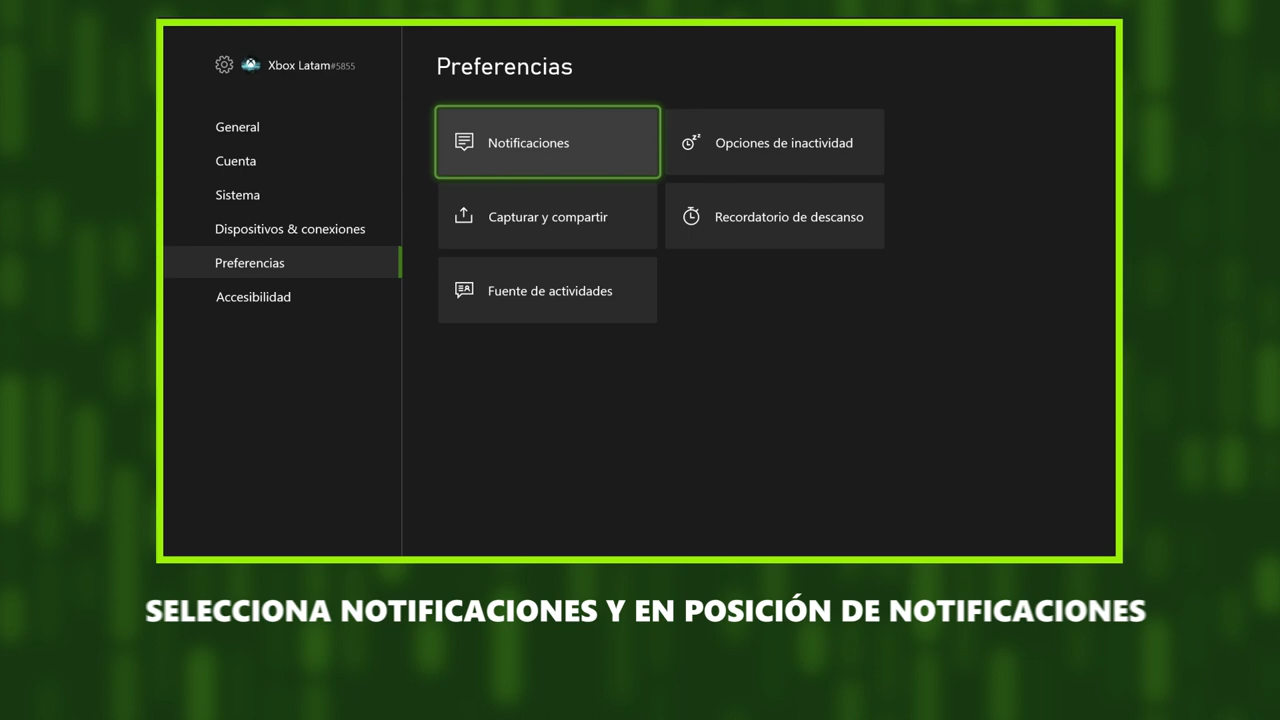 Xbox Latam#5855
General
Cuenta
Sistema
Dispositivos & conexiones
Preferencias
Accesibilidad
Preferencias
Notificaciones
Opciones de inactividad
Capturar y compartir
Recordatorio de descanso
Fuente de actividades
SELECCIONA NOTIFICACIONES Y EN POSICIÓN DE NOTIFICACIONES